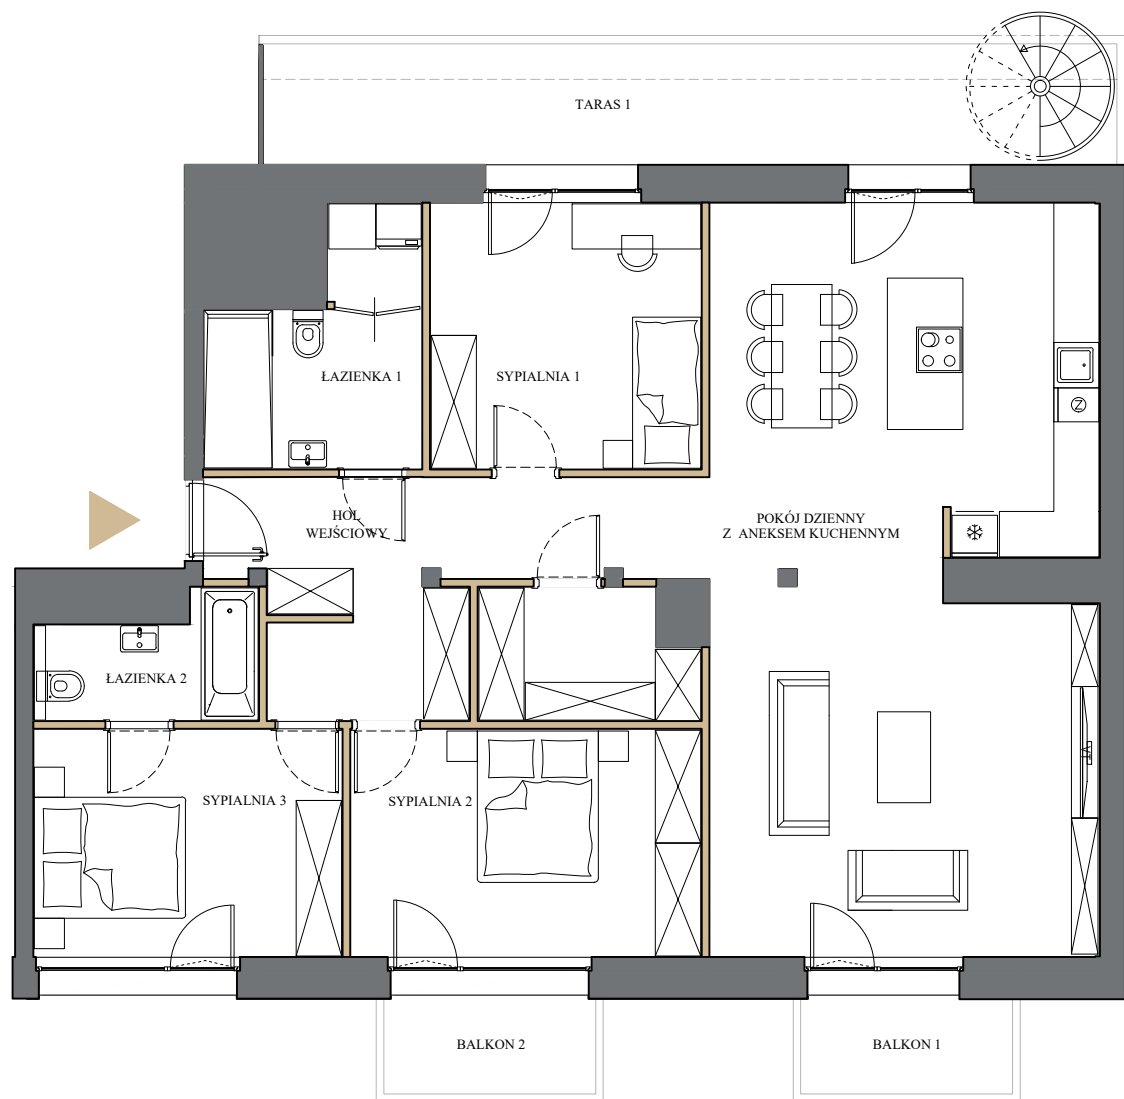 TARAS 1
ŁAZIENKA 1
SYPIALNIA 1
HOL
WEJŚCIOWY
POKÓJ DZIENNY
Z ANEKSEM KUCHENNYM
Z
ŁAZIENKA 2
SYPIALNIA 3
SYPIALNIA 2
TV
BALKON 2
BALKON 1